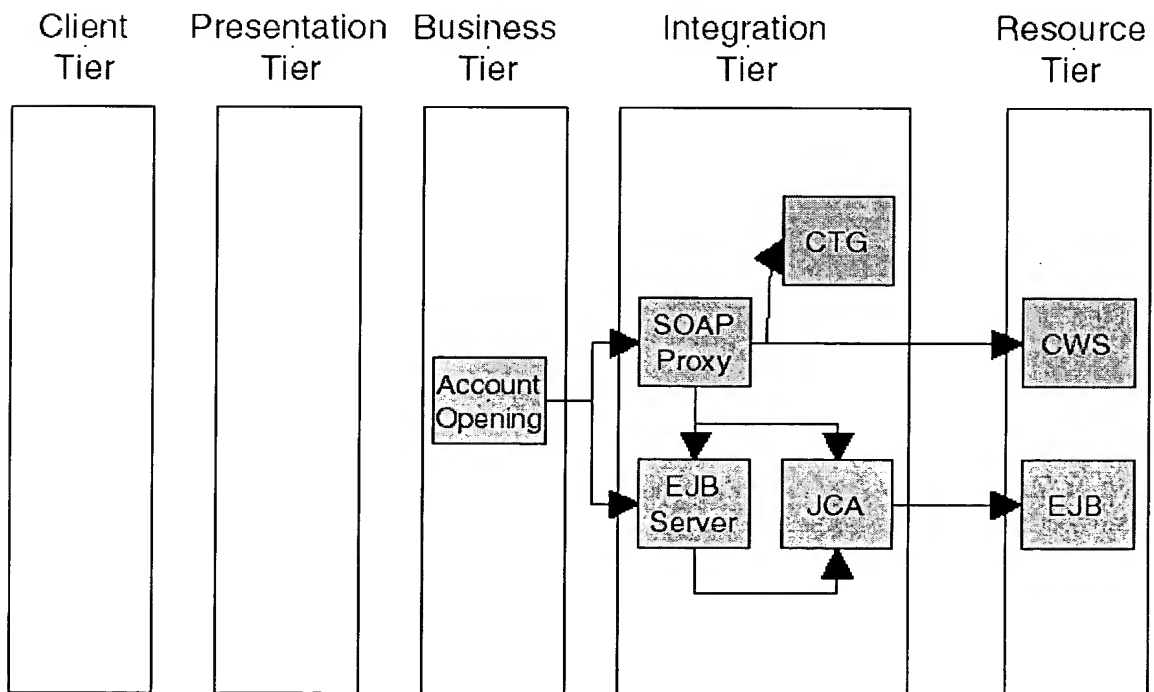 Client
Tier
Presentation
Tier
Business
Tier
Integration
Tier
Resource
Tier
CTG
SOAP
Proxy
CWS
Account
Opening
EJB
Server
JCA
EJB